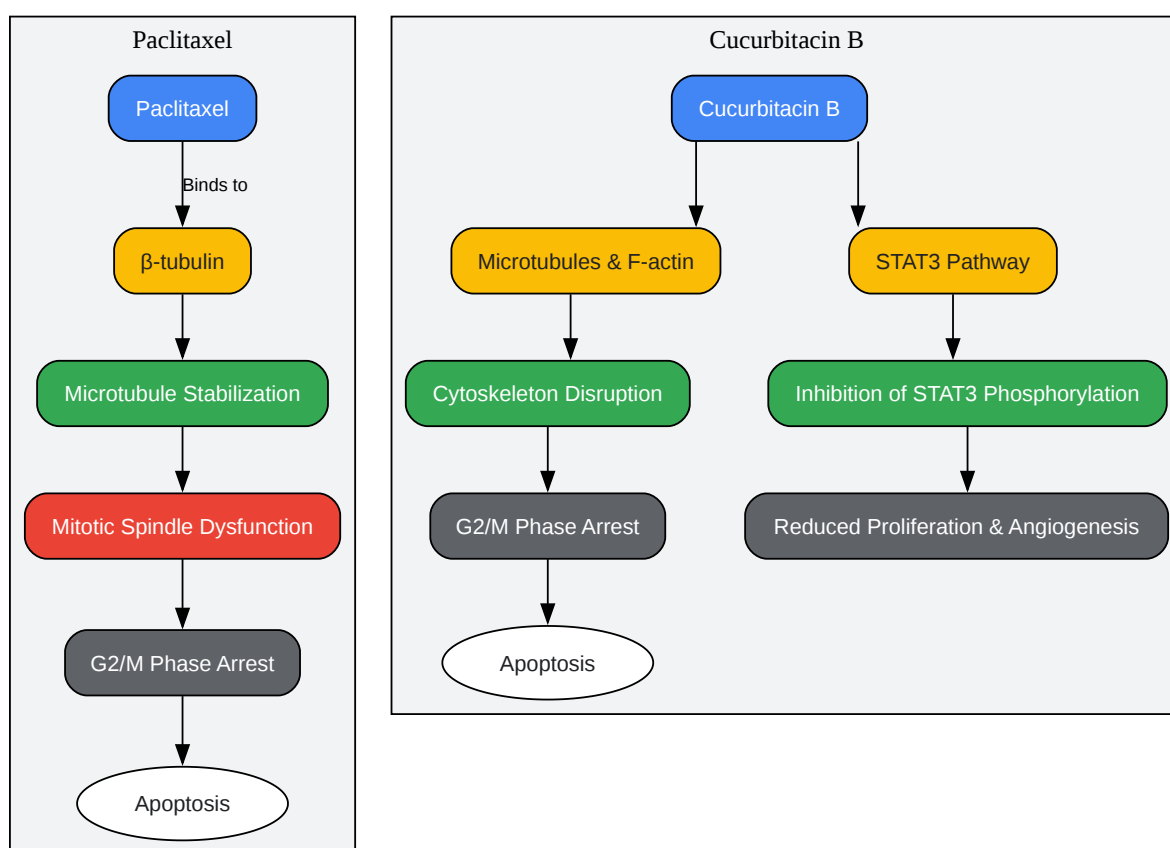 Paclitaxel
Paclitaxel
Binds to
β-tubulin
Microtubule Stabilization
Mitotic Spindle Dysfunction
G2/M Phase Arrest
Apoptosis
Cucurbitacin B
Cucurbitacin B
Microtubules & F-actin
STAT3 Pathway
Cytoskeleton Disruption
Inhibition of STAT3 Phosphorylation
G2/M Phase Arrest
Reduced Proliferation & Angiogenesis
Apoptosis